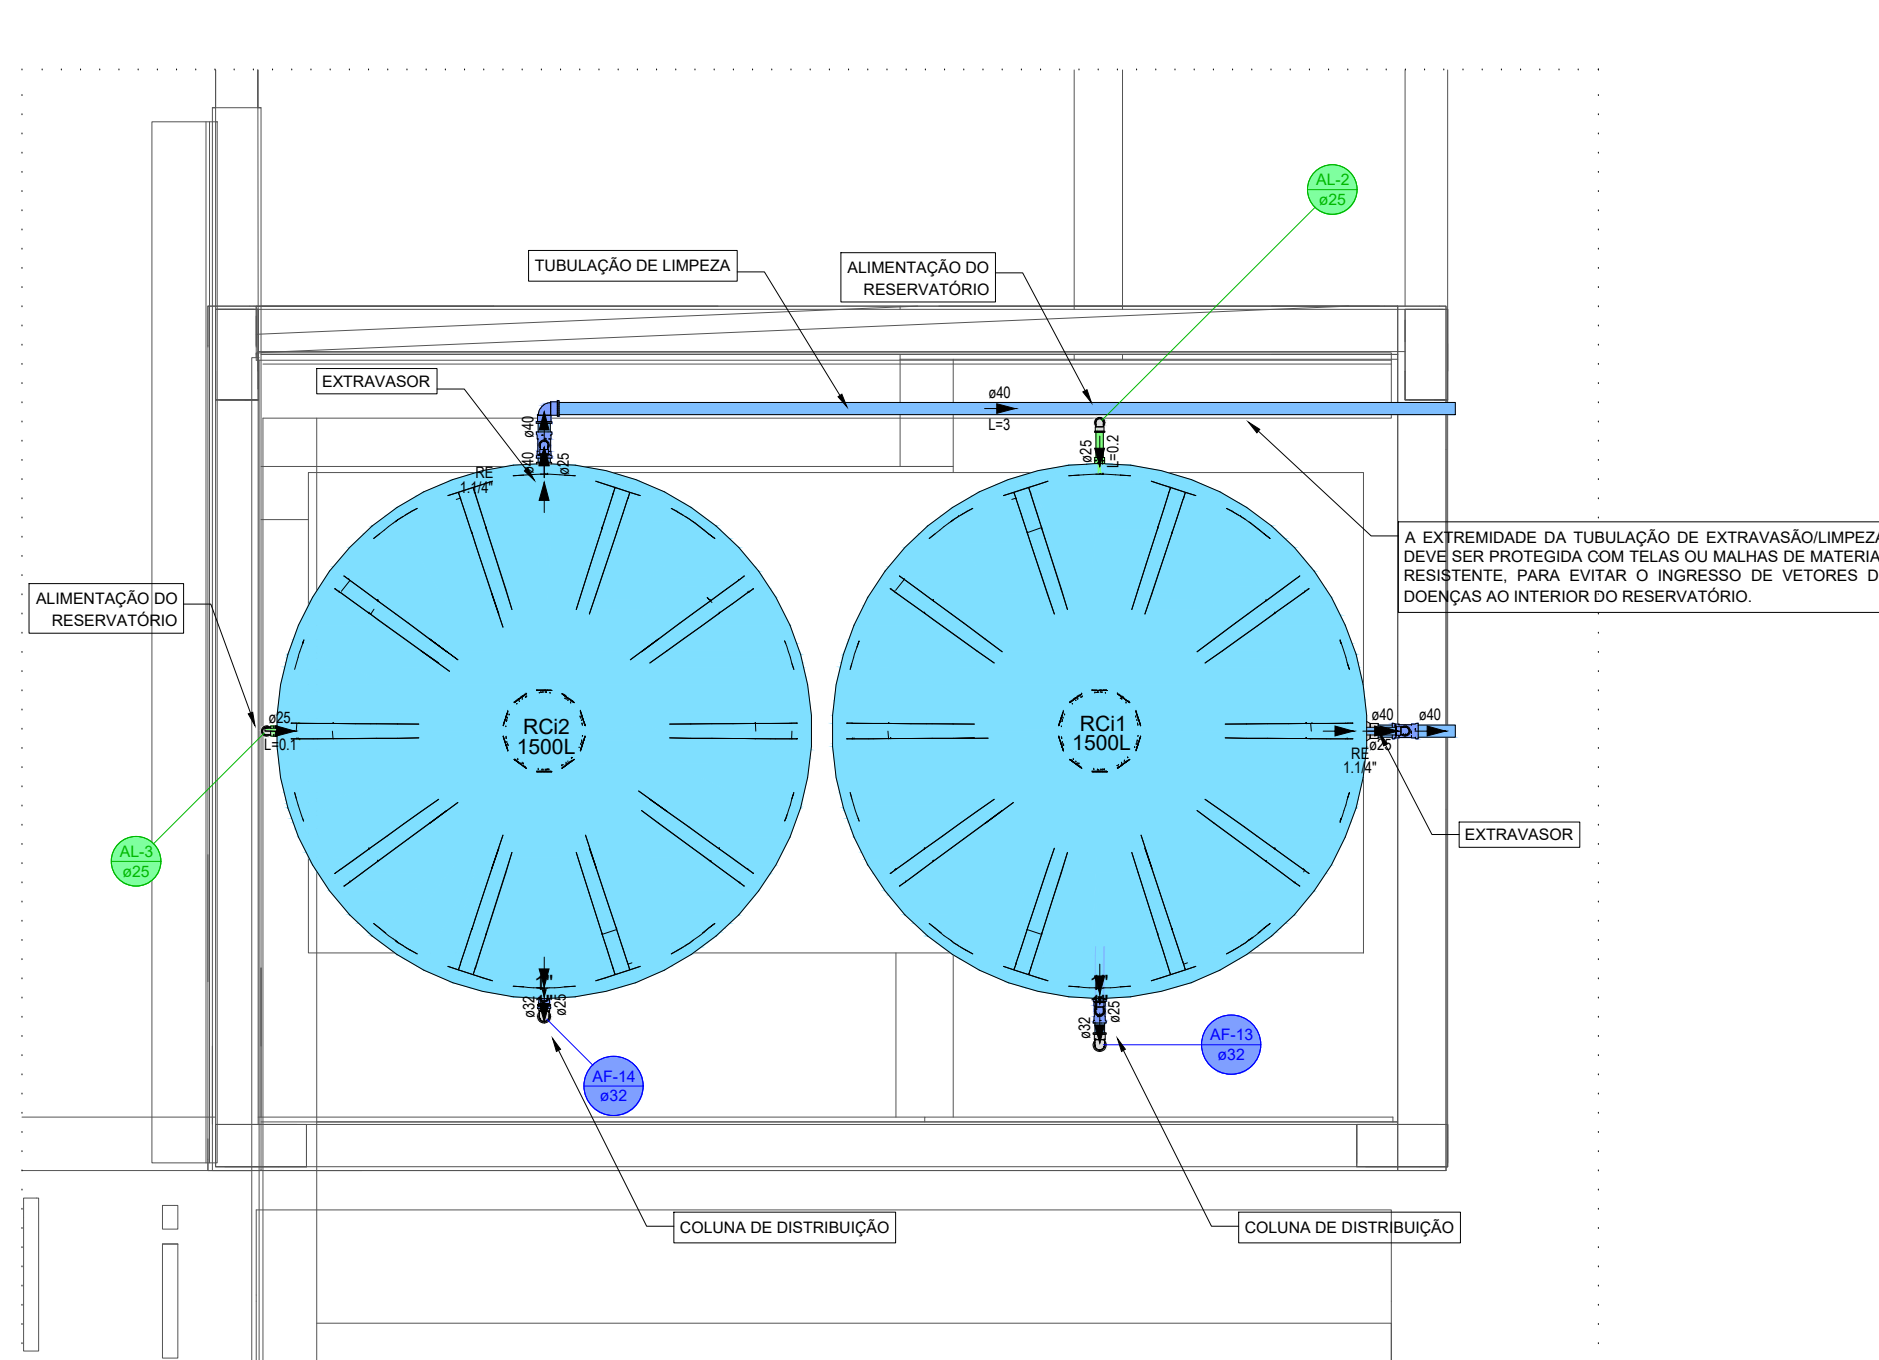 AL-2
ø25
TUBULAÇÃO DE LIMPEZA
ALIMENTAÇÃO DO
RESERVATÓRIO
EXTRAVASOR
ø40
L=3
ø40
ø40
ø25
RE
1.1/4"
ø25
L=0.2
A EXTREMIDADE DA TUBULAÇÃO DE EXTRAVASÃO/LIMPEZA
DEVE SER PROTEGIDA COM TELAS OU MALHAS DE MATERIA
RESISTENTE, PARA EVITAR O INGRESSO DE VETORES D
DOENÇAS AO INTERIOR DO RESERVATÓRIO.
ALIMENTAÇÃO DO
RESERVATÓRIO
ø25
L=0.1
RCi2
1500L
RCi1
1500L
ø40
ø40
ø25
RE
1.1/4"
EXTRAVASOR
AL-3
ø25
ø32
ø25
ø32
ø25
AF-13
ø32
AF-14
ø32
COLUNA DE DISTRIBUIÇÃO
COLUNA DE DISTRIBUIÇÃO